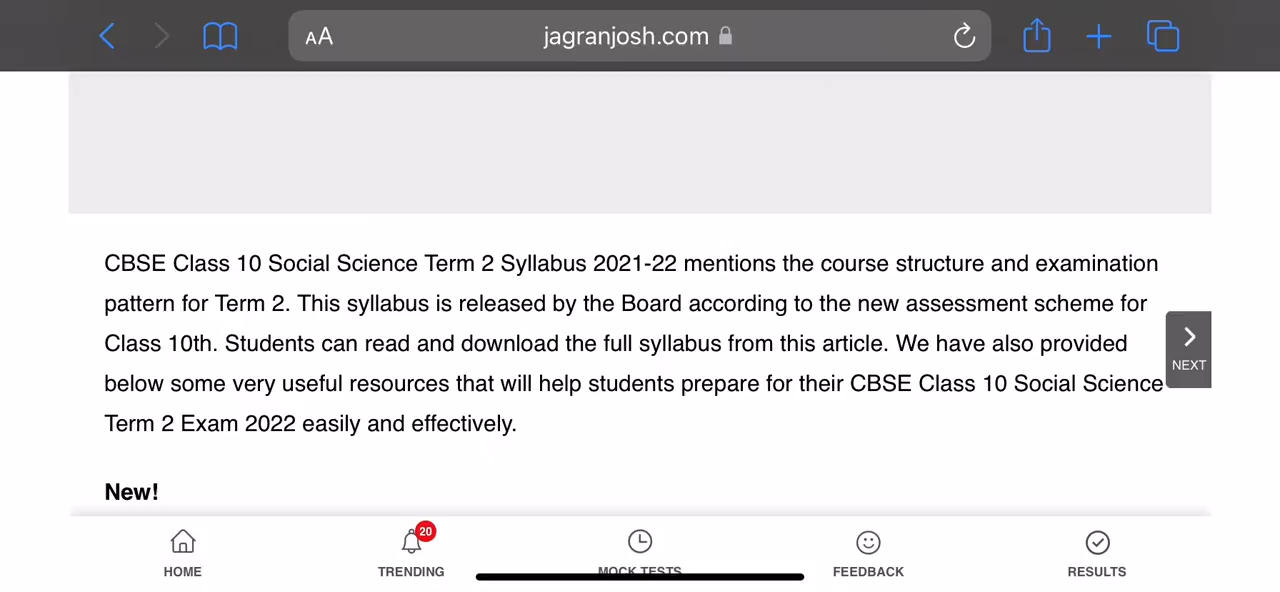 AA jagranjosh.com
CBSE Class 10 Social Science Term 2 Syllabus 2021-22 mentions the course structure and examination
pattern for Term 2. This syllabus is released by the Board according to the new assessment scheme for
Class 10th. Students can read and download the full syllabus from this article. We have also provided
below some very useful resources that will help students prepare for their CBSE Class 10 Social Science
Term 2 Exam 2022 easily and effectively.
NEXT
New!
20
HOME TRENDING MOCK TESTS FEEDBACK RESULTS